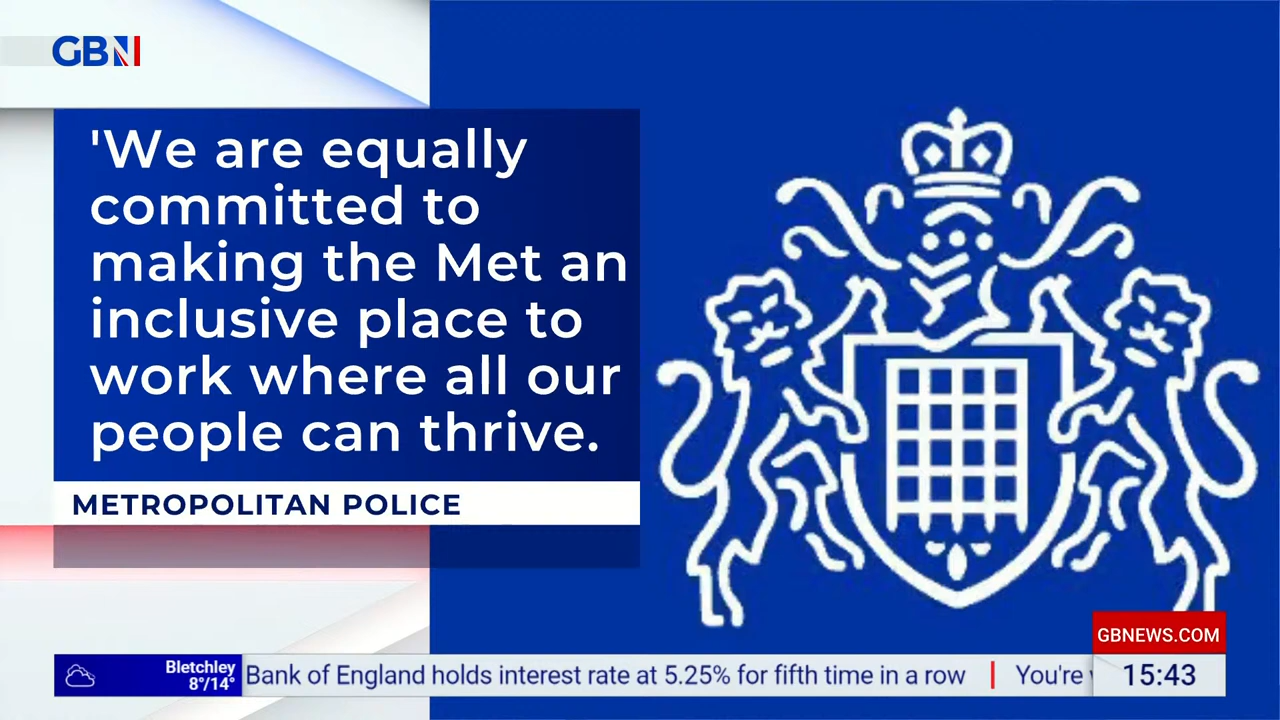 GBN
'We are equally
committed to
making the Met an
inclusive place to
work where all our
people can thrive.
METROPOLITAN POLICE
GBNEWS.COM
Bletchley
8°/14°
Bank of England holds interest rate at 5.25% for fifth time in a row | You're
15:43